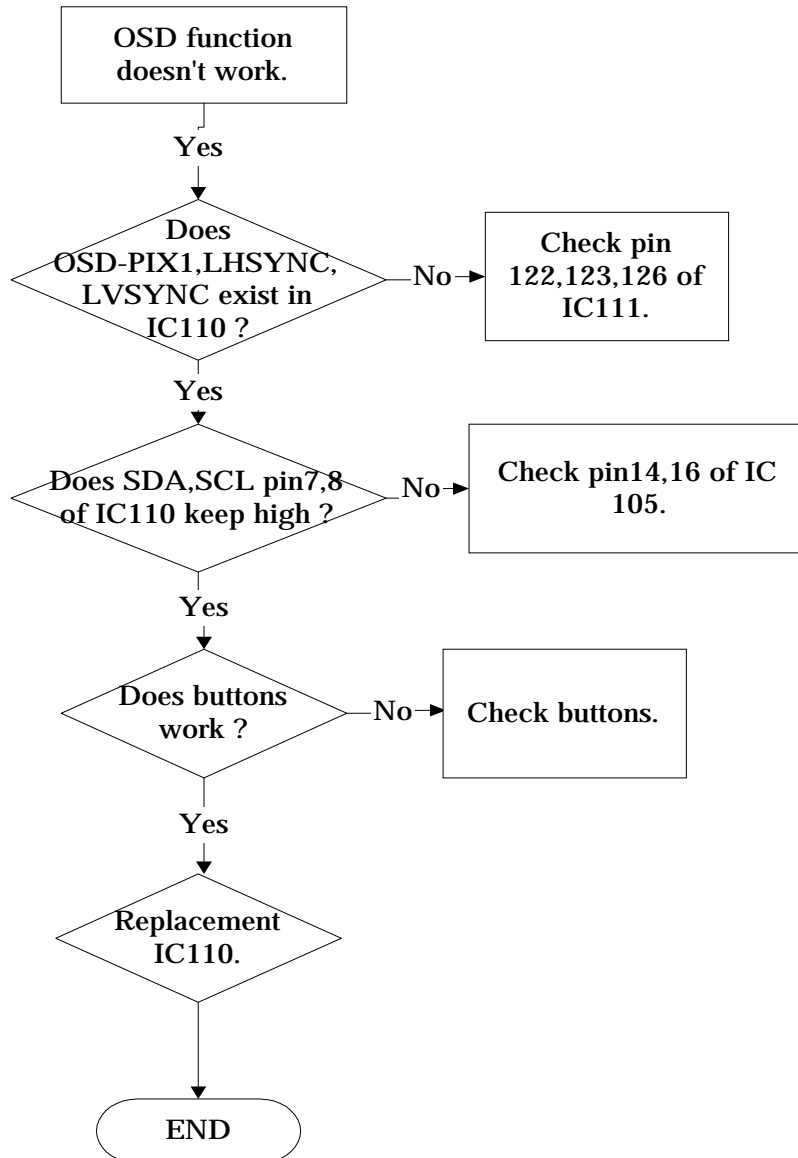 OSD function
doesn't work.
Yes
Does
OSD-PIX1,LHSYNC,
LVSYNC exist in
IC110 ?
No
Check pin
122,123,126 of
IC111.
Yes
Does SDA,SCL pin7,8
of IC110 keep high ?
No
Check pin14,16 of IC
105.
Yes
Does buttons
work ?
No
Check buttons.
Yes
Replacement
IC110.
END